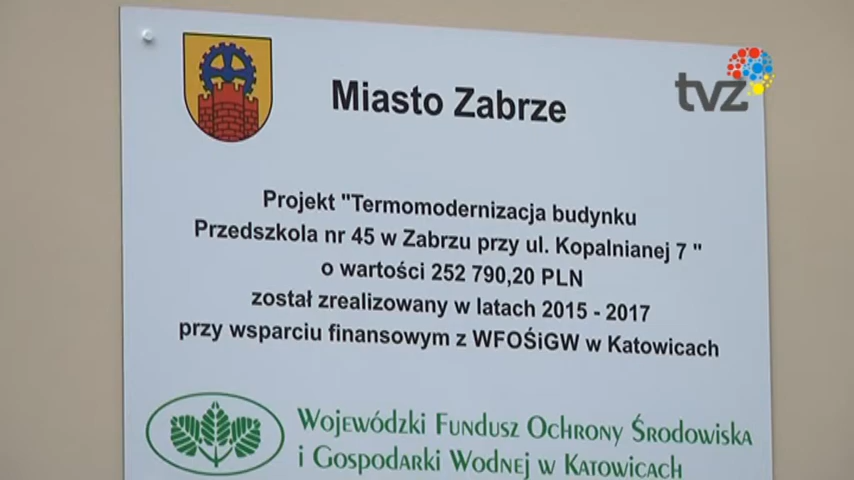 Miasto Zabrze
tvz
Projekt "Termomodernizacja budynku
Przedszkola nr 45 w Zabrzu przy ul. Kopalnianej 7 "
o wartości 252 790,20 PLN
został zrealizowany w latach 2015 - 2017
przy wsparciu finansowym z WFOŚiGW w Katowicach
Wojewódzki Fundusz Ochrony Środowiska
i Gospodarki Wodnej w Katowicach